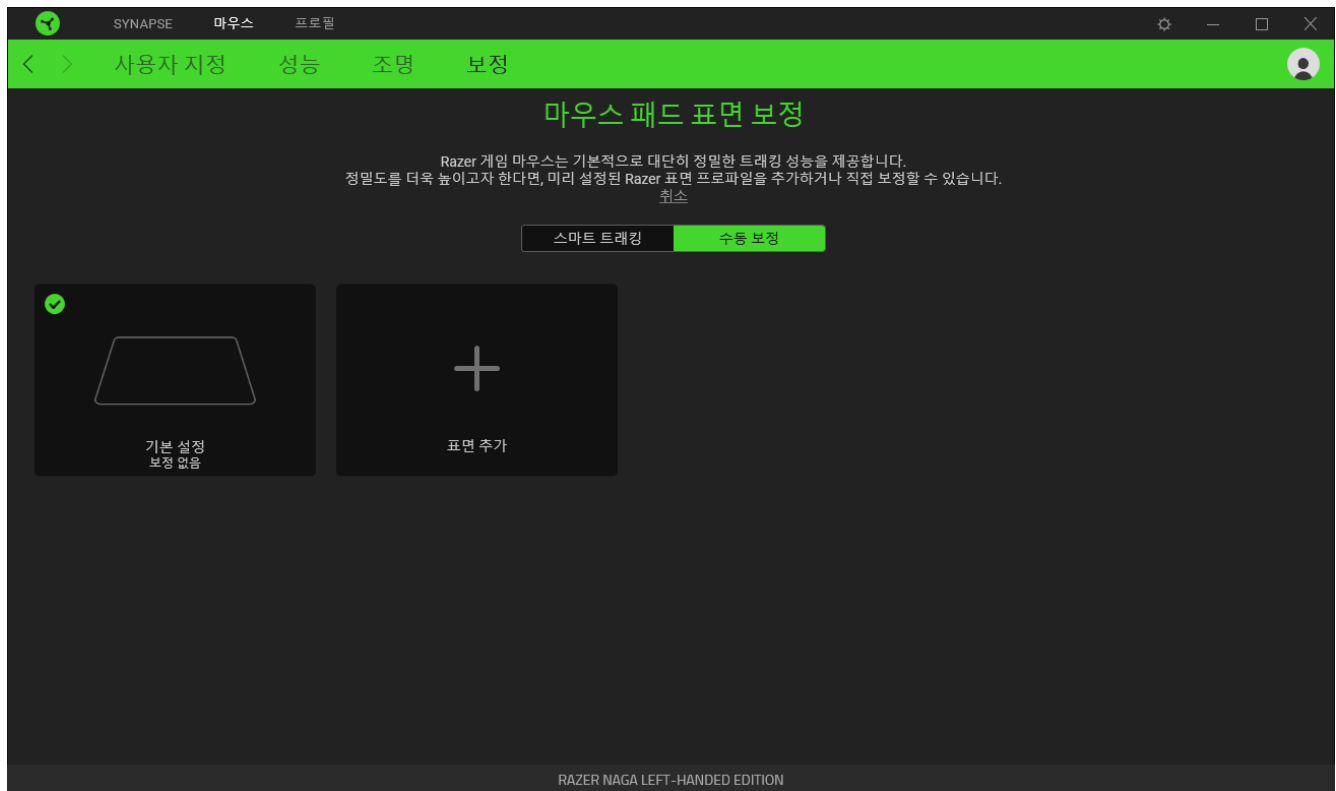 SYNAPSE 마우스 프로필
사용자 지정 성능 조명 보정
마우스 패드 표면 보정
Razer 게임 마우스는 기본적으로 대단히 정밀한 트래킹 성능을 제공합니다.
정밀도를 더욱 높이고자 한다면, 미리 설정된 Razer 표면 프로파일을 추가하거나 직접 보정할 수 있습니다.
취소
스마트 트래킹 수동 보정
기본 설정
보정 없음
표면 추가
RAZER NAGA LEFT-HANDED EDITION